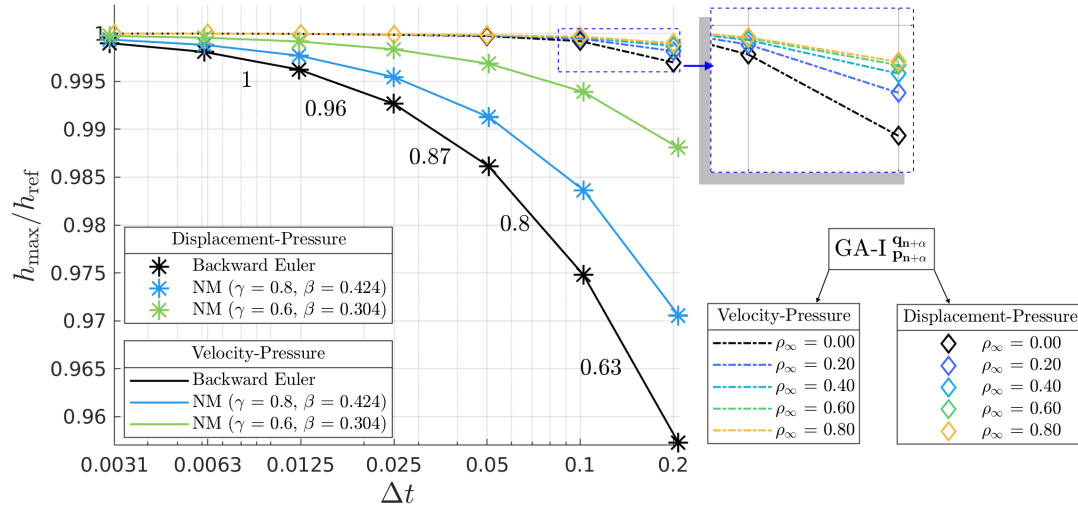 1
0.995
0.99
0.985
0.98
0.975
0.97
0.965
0.96
h_max/h_ref
1
0.96
0.87
0.8
0.63
Displacement-Pressure
Backward Euler
NM (γ = 0.8, β = 0.424)
NM (γ = 0.6, β = 0.304)
Velocity-Pressure
Backward Euler
NM (γ = 0.8, β = 0.424)
NM (γ = 0.6, β = 0.304)
0.0031 0.0063 0.0125 0.025 0.05 0.1 0.2
Δt
GA-I q_{n+α} p_{n+α}
Velocity-Pressure
ρ∞ = 0.00
ρ∞ = 0.20
ρ∞ = 0.40
ρ∞ = 0.60
ρ∞ = 0.80
Displacement-Pressure
ρ∞ = 0.00
ρ∞ = 0.20
ρ∞ = 0.40
ρ∞ = 0.60
ρ∞ = 0.80